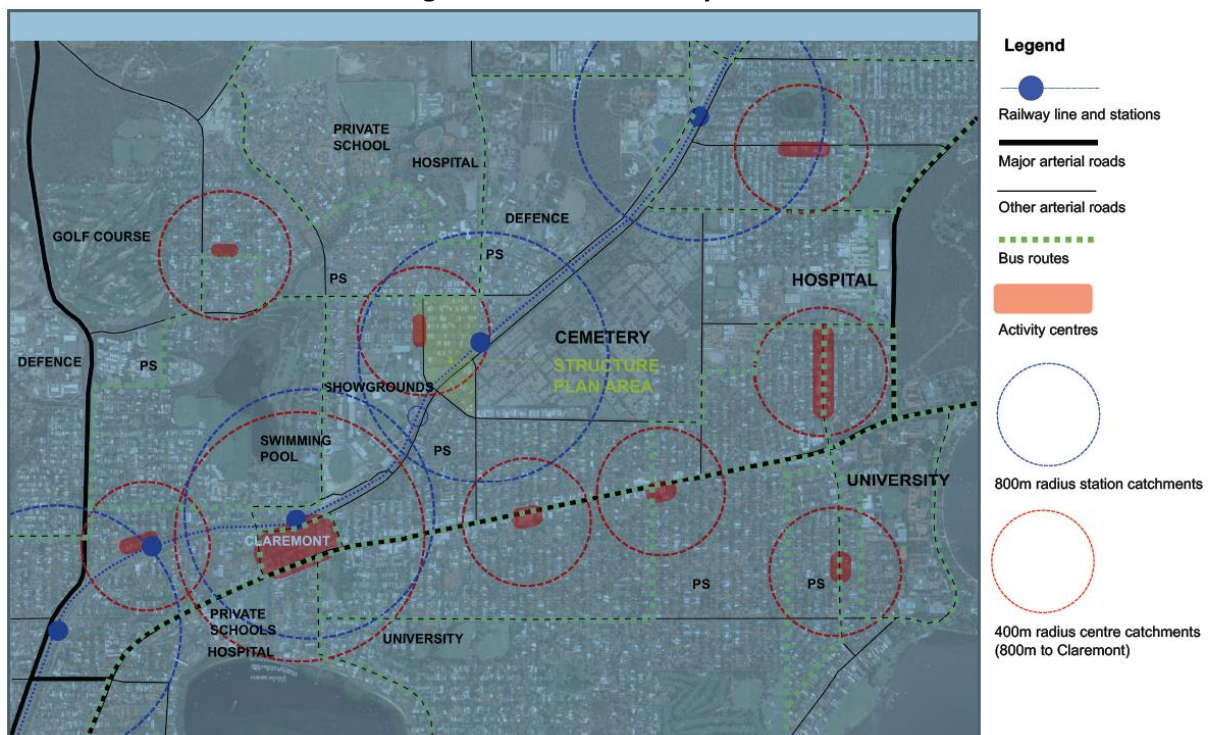 PRIVATE
SCHOOL
HOSPITAL
DEFENCE
GOLF COURSE
PS
PS
HOSPITAL
CEMETERY
STRUCTURE
PLAN AREA
DEFENCE
PS
SHOWGROUNDS
SWIMMING
POOL
PS
UNIVERSITY
CLAREMONT
PRIVATE
SCHOOLS
HOSPITAL
UNIVERSITY
PS
PS
Legend
Railway line and stations
Major arterial roads
Other arterial roads
Bus routes
Activity centres
800m radius station catchments
400m radius centre catchments
(800m to Claremont)